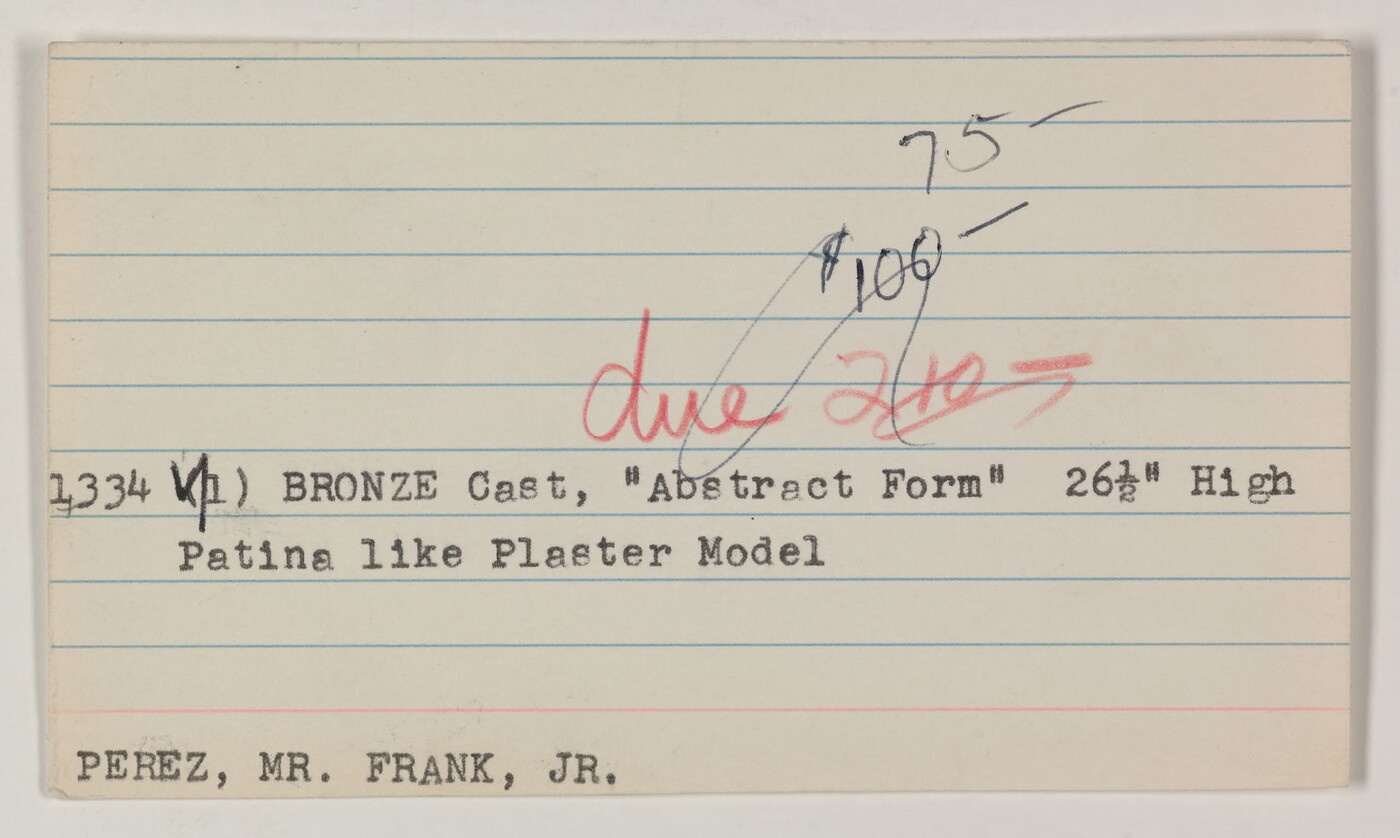 75-
$100-
due 210-
1334 (1) BRONZE Cast, "Abstract Form" 26½" High
Patina like Plaster Model
PEREZ, MR. FRANK, JR.